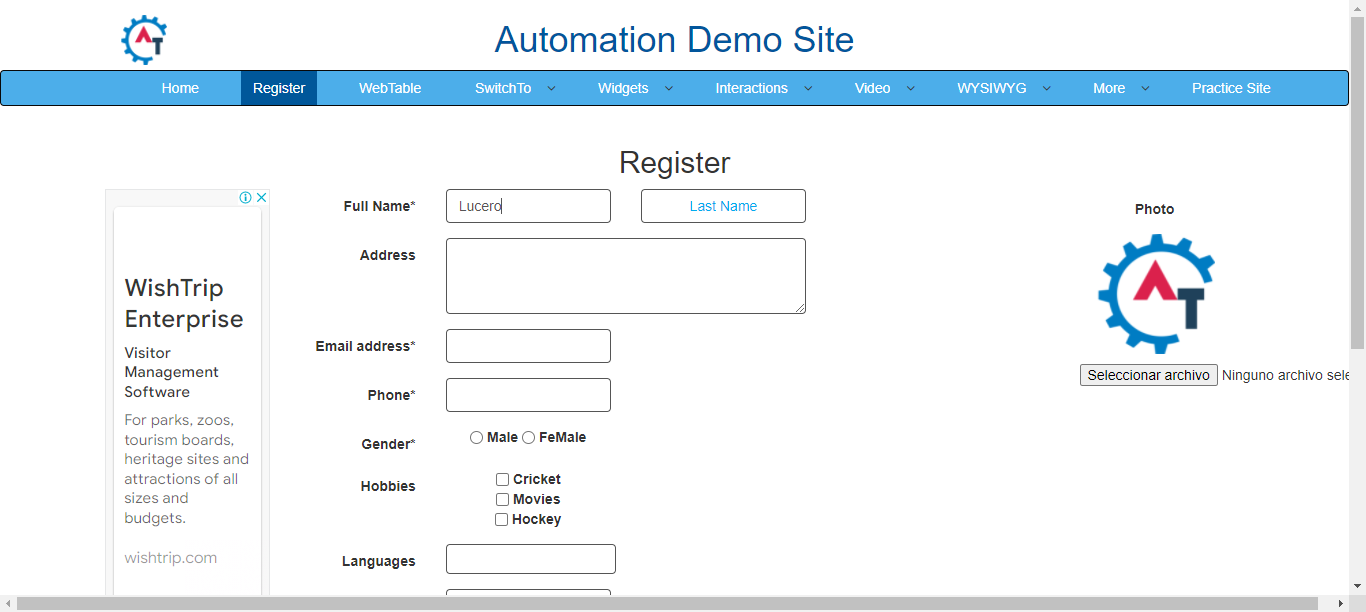 Automation Demo Site
Home Register WebTable SwitchTo Widgets Interactions Video WYSIWYG More Practice Site
Register
WishTrip
Enterprise
Visitor
Management
Software
For parks, zoos,
tourism boards,
heritage sites and
attractions of all
sizes and
budgets.
wishtrip.com
Full Name* Lucero Last Name
Address
Email address*
Phone*
Gender* Male FeMale
Hobbies
Cricket
Movies
Hockey
Languages
Photo
AT
Seleccionar archivo Ninguno archivo sele